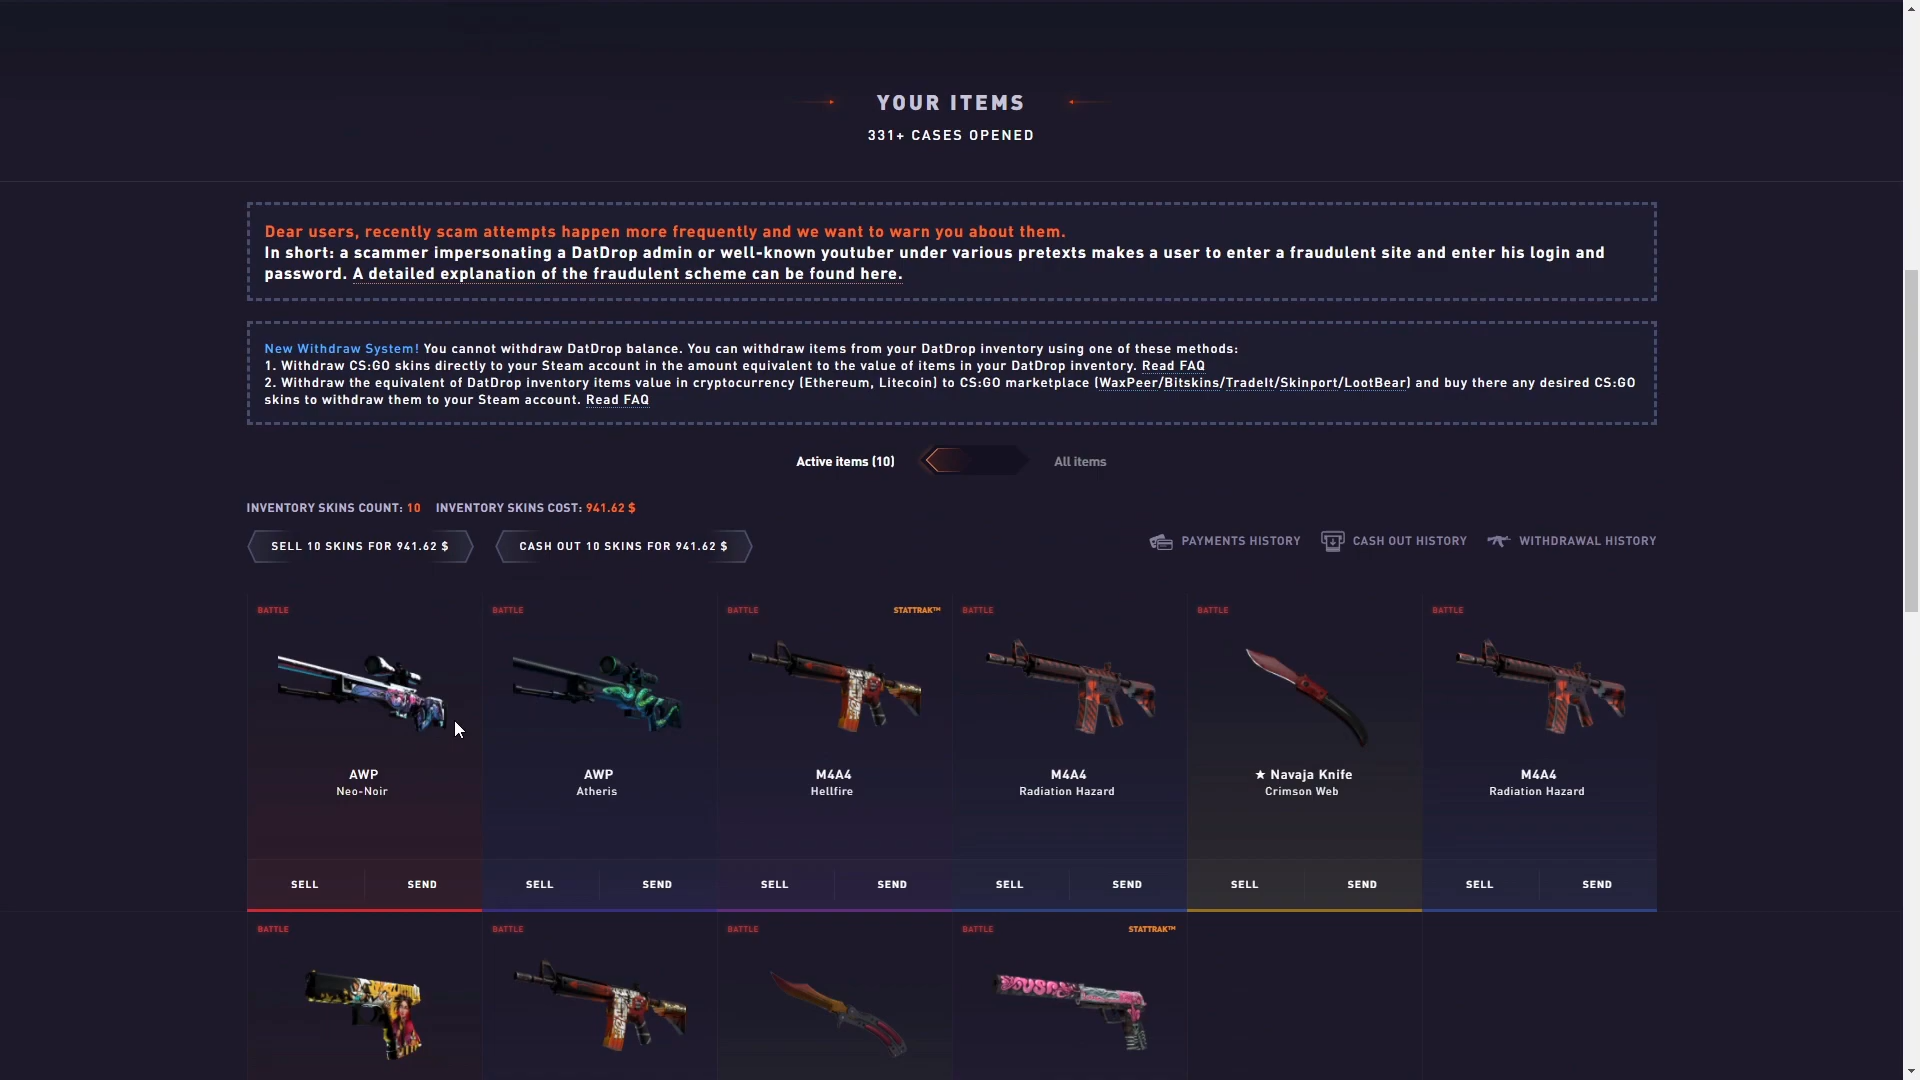 YOUR ITEMS
331+ CASES OPENED
Dear users, recently scam attempts happen more frequently and we want to warn you about them.
In short: a scammer impersonating a DatDrop admin or well-known youtuber under various pretexts makes a user to enter a fraudulent site and enter his login and
password. A detailed explanation of the fraudulent scheme can be found here.
New Withdraw System! You cannot withdraw DatDrop balance. You can withdraw items from your DatDrop inventory using one of these methods:
1. Withdraw CS:GO skins directly to your Steam account in the amount equivalent to the value of items in your DatDrop inventory. Read FAQ
2. Withdraw the equivalent of DatDrop inventory items value in cryptocurrency (Ethereum, Litecoin) to CS:GO marketplace (WaxPeer/Bitskins/TradeIt/Skinport/LootBear) and buy there any desired CS:GO
skins to withdraw them to your Steam account. Read FAQ
Active items (10) All items
INVENTORY SKINS COUNT: 10 INVENTORY SKINS COST: 941.62 $
SELL 10 SKINS FOR 941.62 $ CASH OUT 10 SKINS FOR 941.62 $ PAYMENTS HISTORY CASH OUT HISTORY WITHDRAWAL HISTORY
BATTLE BATTLE BATTLE STATTRAK™ BATTLE BATTLE BATTLE
AWP AWP M4A4 M4A4 ★ Navaja Knife M4A4
Neo-Noir Atheris Hellfire Radiation Hazard Crimson Web Radiation Hazard
SELL SEND SELL SEND SELL SEND SELL SEND SELL SEND SELL SEND
BATTLE BATTLE BATTLE BATTLE STATTRAK™